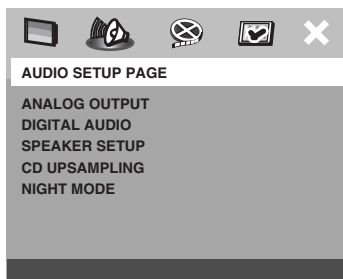 AUDIO SETUP PAGE
ANALOG OUTPUT
DIGITAL AUDIO
SPEAKER SETUP
CD UPSAMPLING
NIGHT MODE